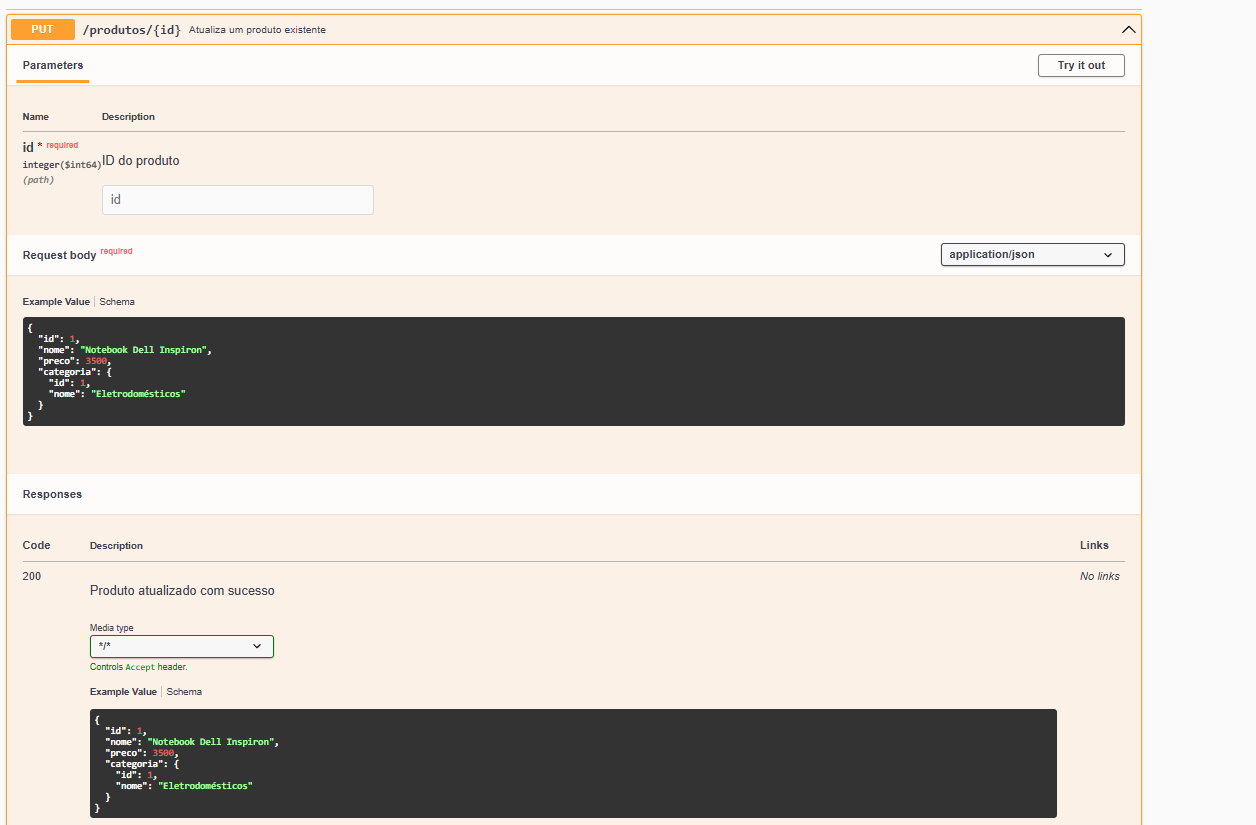 PUT /produtos/{id} Atualiza um produto existente
Parameters Try it out
Name Description
id * required
integer($int64)
(path)
ID do produto
id
Request body required application/json
Example Value | Schema
{
  "id": 1,
  "nome": "Notebook Dell Inspiron",
  "preco": 3500,
  "categoria": {
    "id": 1,
    "nome": "Eletrodomésticos"
  }
}
Responses
Code Description Links
200 No links
Produto atualizado com sucesso
Media type
*/*
Controls Accept header.
Example Value | Schema
{
  "id": 1,
  "nome": "Notebook Dell Inspiron",
  "preco": 3500,
  "categoria": {
    "id": 1,
    "nome": "Eletrodomésticos"
  }
}